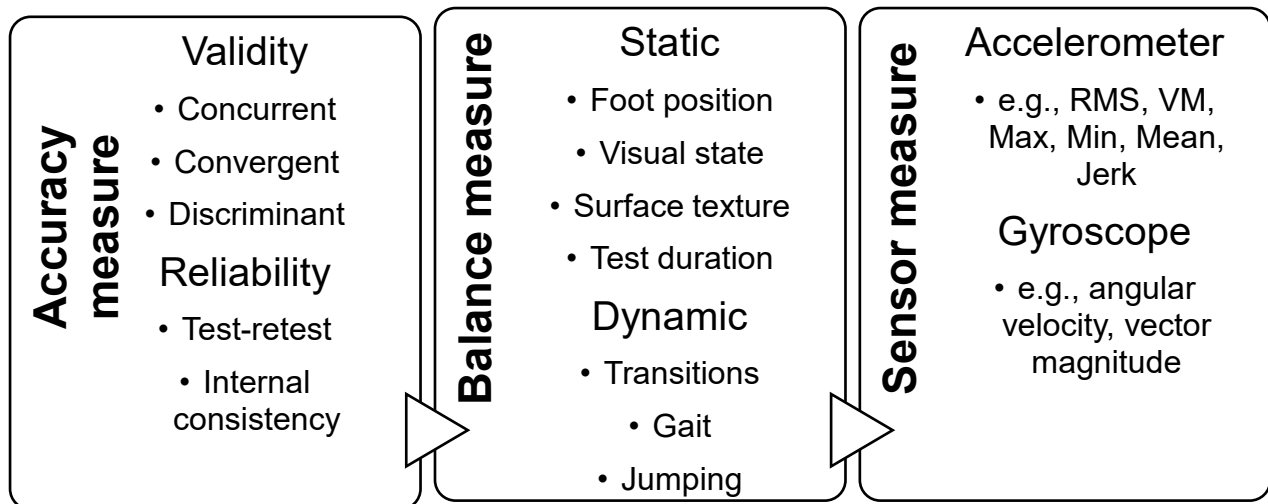 Accuracy
measure
Validity
• Concurrent
• Convergent
• Discriminant
Reliability
• Test-retest
• Internal
consistency
Balance measure
Static
• Foot position
• Visual state
• Surface texture
• Test duration
Dynamic
• Transitions
• Gait
• Jumping
Sensor measure
Accelerometer
• e.g., RMS, VM,
Max, Min, Mean,
Jerk
Gyroscope
• e.g., angular
velocity, vector
magnitude